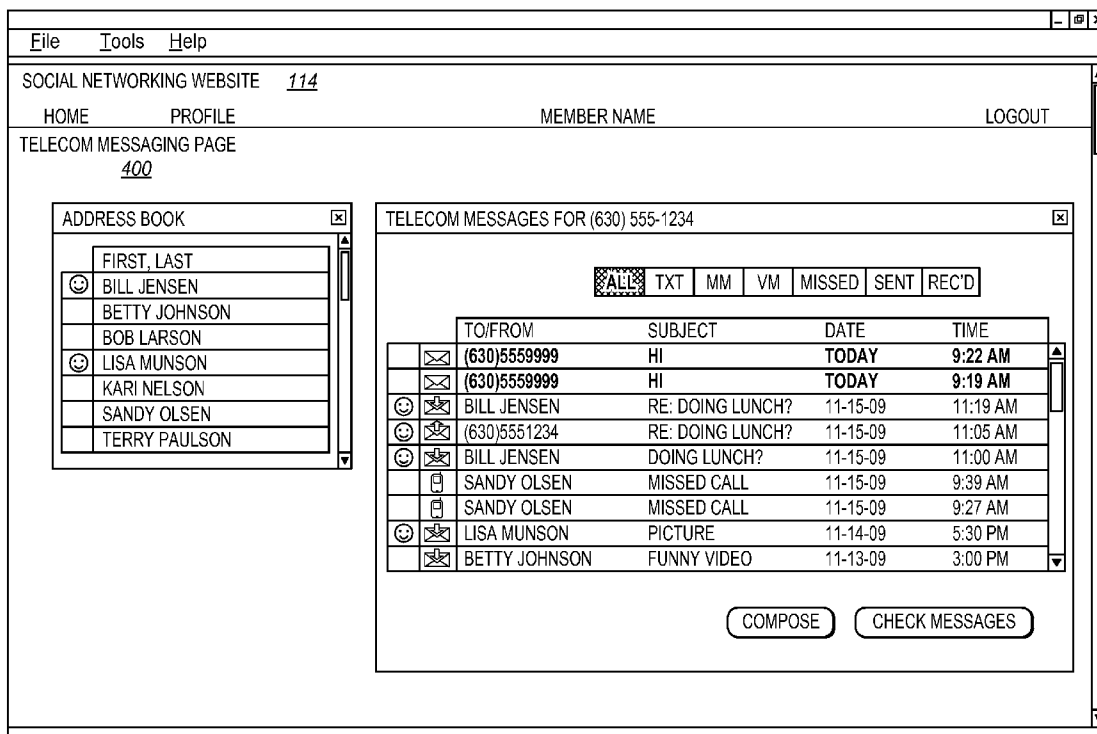 File Tools Help
SOCIAL NETWORKING WEBSITE 114
HOME PROFILE MEMBER NAME LOGOUT
TELECOM MESSAGING PAGE
400
ADDRESS BOOK
FIRST, LAST
BILL JENSEN
BETTY JOHNSON
BOB LARSON
LISA MUNSON
KARI NELSON
SANDY OLSEN
TERRY PAULSON
TELECOM MESSAGES FOR (630) 555-1234
ALL TXT MM VM MISSED SENT REC'D
TO/FROM SUBJECT DATE TIME
(630)5559999 HI TODAY 9:22 AM
(630)5559999 HI TODAY 9:19 AM
BILL JENSEN RE: DOING LUNCH? 11-15-09 11:19 AM
(630)5551234 RE: DOING LUNCH? 11-15-09 11:05 AM
BILL JENSEN DOING LUNCH? 11-15-09 11:00 AM
SANDY OLSEN MISSED CALL 11-15-09 9:39 AM
SANDY OLSEN MISSED CALL 11-15-09 9:27 AM
LISA MUNSON PICTURE 11-14-09 5:30 PM
BETTY JOHNSON FUNNY VIDEO 11-13-09 3:00 PM
COMPOSE CHECK MESSAGES